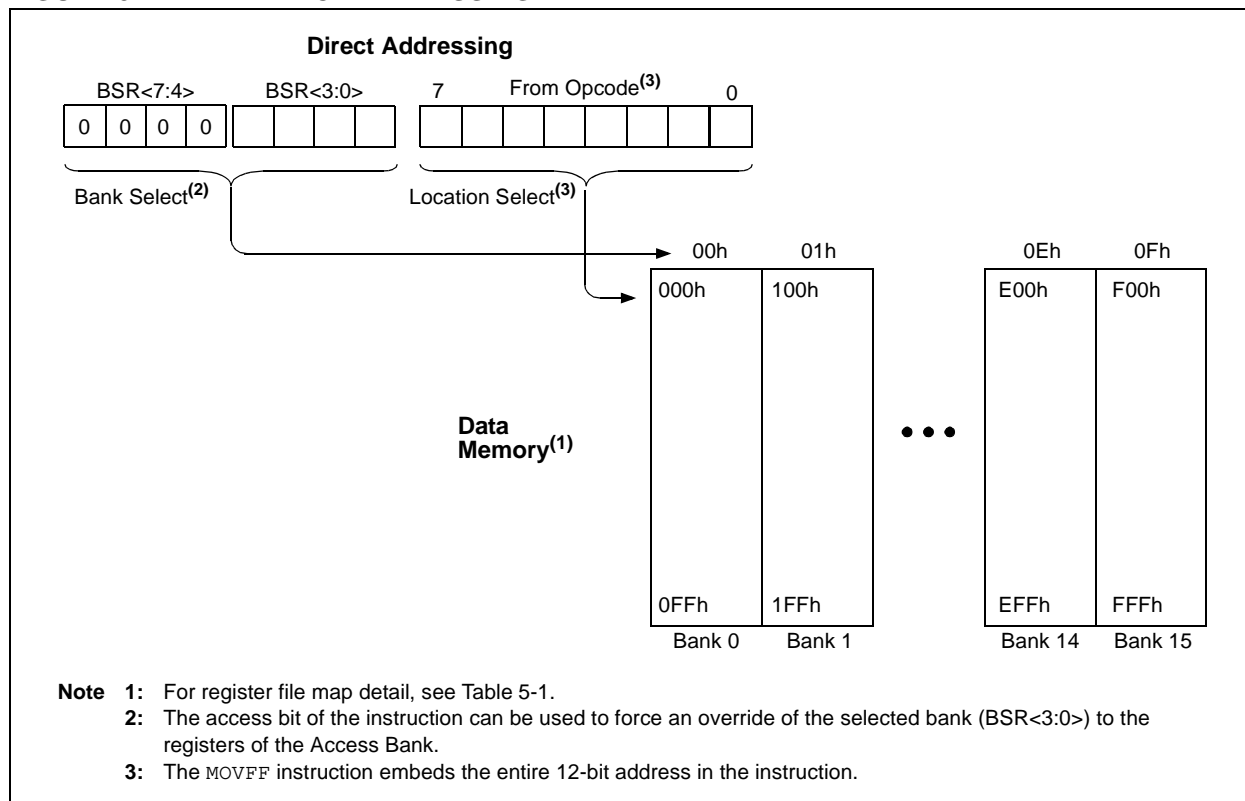 Direct Addressing
BSR<7:4> BSR<3:0> 7 From Opcode(3) 0
0 0 0 0
Bank Select(2) Location Select(3)
00h 01h 0Eh 0Fh
000h 100h E00h F00h
Data
Memory(1)
0FFh 1FFh EFFh FFFh
Bank 0 Bank 1 Bank 14 Bank 15
Note 1: For register file map detail, see Table 5-1.
2: The access bit of the instruction can be used to force an override of the selected bank (BSR<3:0>) to the
registers of the Access Bank.
3: The MOVFF instruction embeds the entire 12-bit address in the instruction.